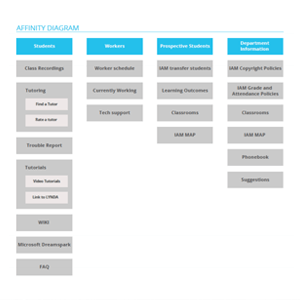 AFFINITY DIAGRAM
Students
Class Recordings
Tutoring
Find a Tutor
Rate a tutor
Trouble Report
Tutorials
Video Tutorials
Link to LYNDA
WIKI
Microsoft Dreamspark
FAQ
Workers
Worker schedule
Currently Working
Tech support
Prospective Students
IAM transfer students
Learning Outcomes
Classrooms
IAM MAP
Department
Information
IAM Copyright Policies
IAM Grade and
Attendance Policies
Classrooms
IAM MAP
Phonebook
Suggestions